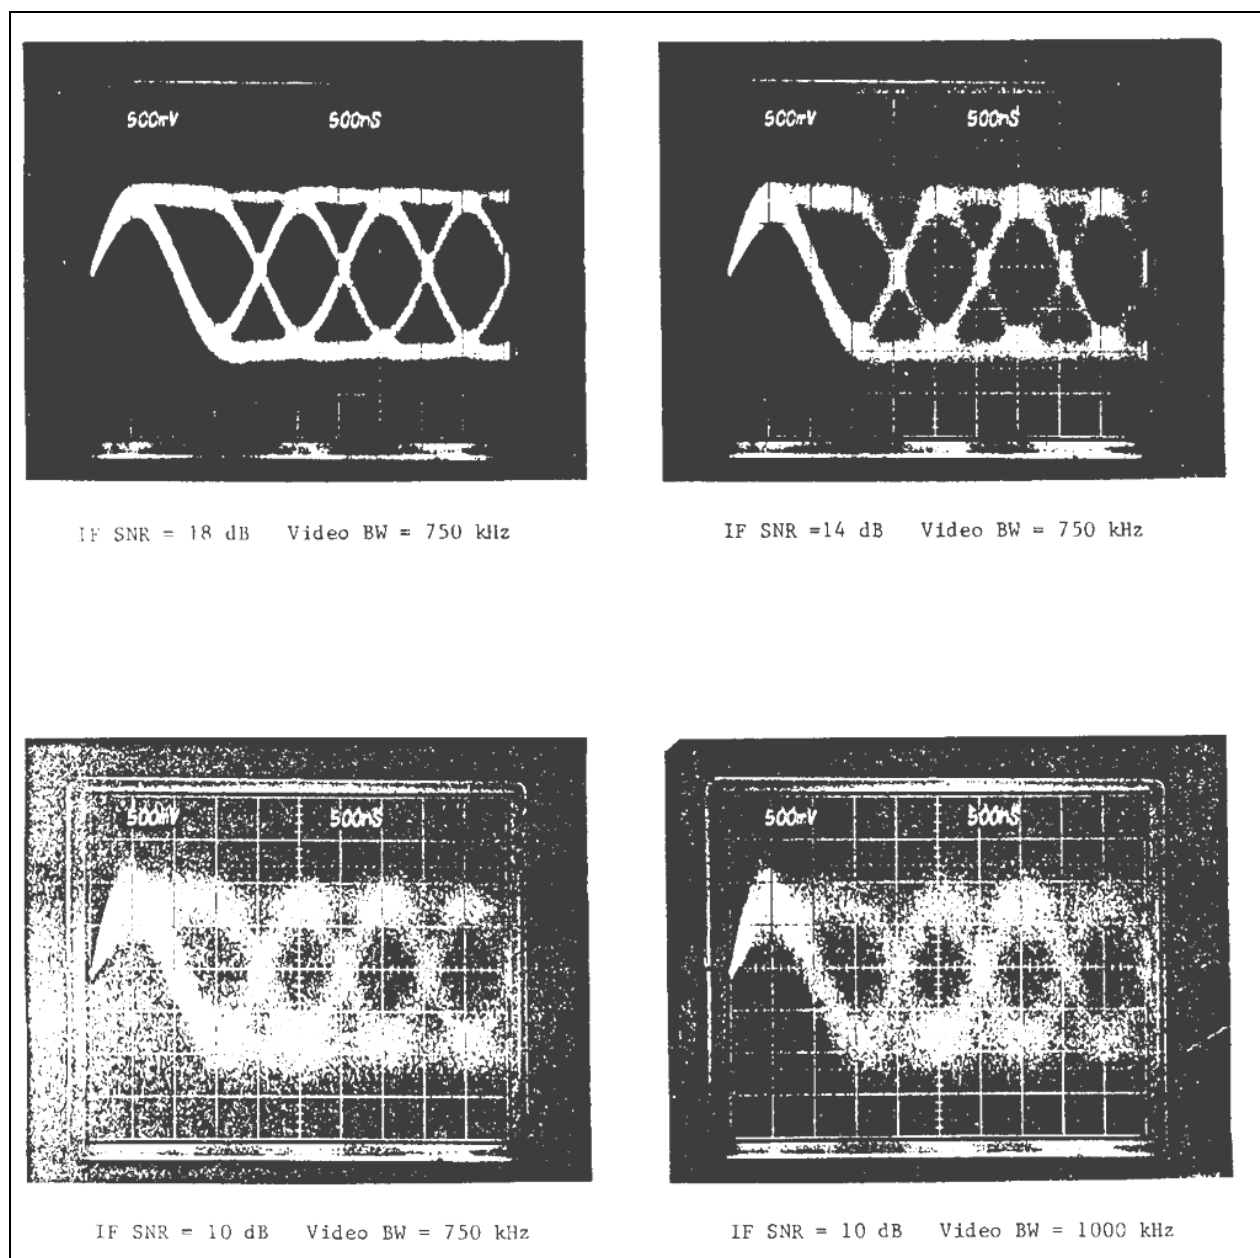 500mV 500nS
500mV 500nS
IF SNR = 18 dB Video BW = 750 kHz
IF SNR =14 dB Video BW = 750 kHz
500mV 500nS
500mV 500nS
IF SNR = 10 dB Video BW = 750 kHz
IF SNR = 10 dB Video BW = 1000 kHz